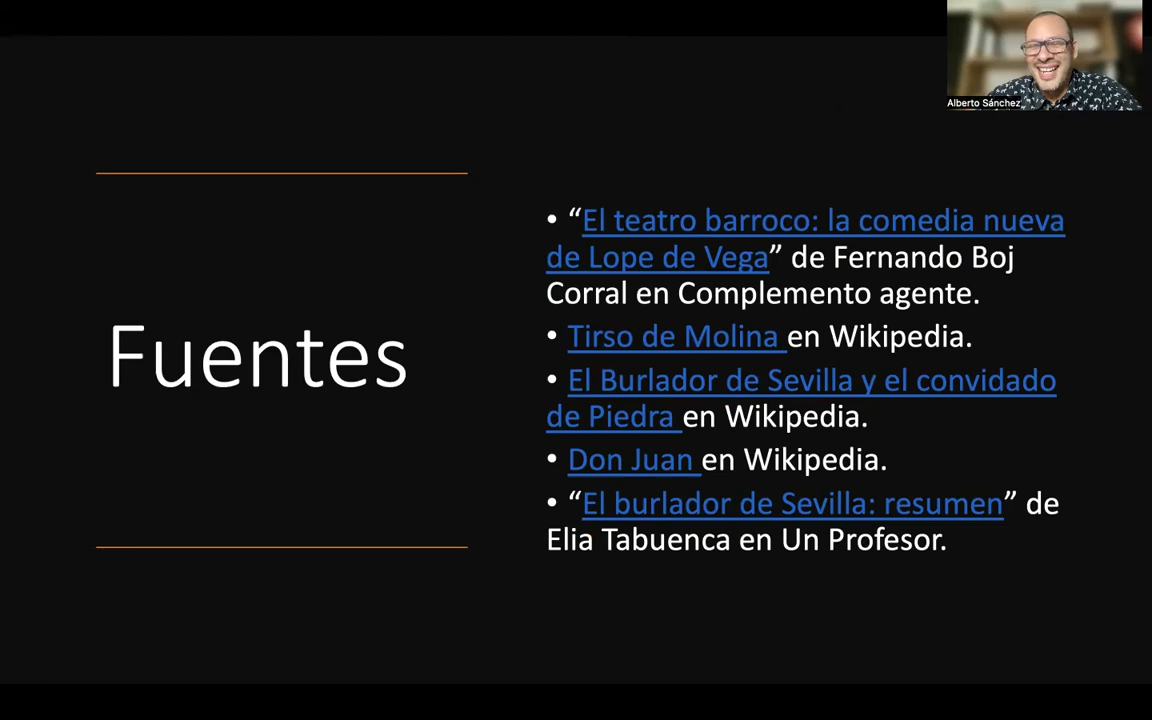 Alberto Sánchez
Fuentes
• “El teatro barroco: la comedia nueva
de Lope de Vega” de Fernando Boj
Corral en Complemento agente.
• Tirso de Molina en Wikipedia.
• El Burlador de Sevilla y el convidado
de Piedra en Wikipedia.
• Don Juan en Wikipedia.
• “El burlador de Sevilla: resumen” de
Elia Tabuenca en Un Profesor.